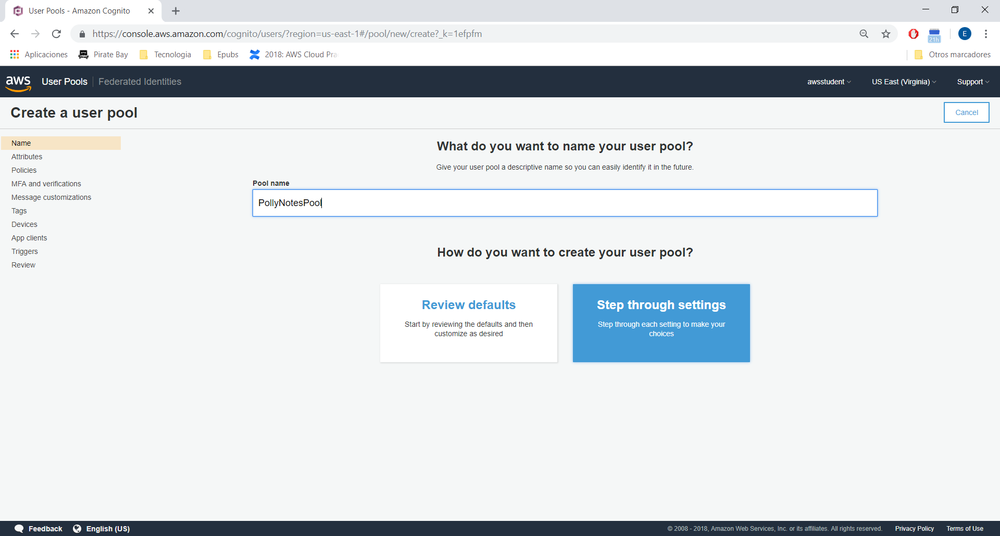 User Pools - Amazon Cognito
https://console.aws.amazon.com/cognito/users/?region=us-east-1#/pool/new/create?_k=1efpfm
21h
E
Aplicaciones
Pirate Bay
Tecnologia
Epubs
2018: AWS Cloud Pra
Otros marcadores
aws
User Pools
Federated Identities
awsstudent
US East (Virginia)
Support
Create a user pool
Cancel
Name
Attributes
Policies
MFA and verifications
Message customizations
Tags
Devices
App clients
Triggers
Review
What do you want to name your user pool?
Give your user pool a descriptive name so you can easily identify it in the future.
Pool name
PollyNotesPool
How do you want to create your user pool?
Review defaults
Start by reviewing the defaults and then
customize as desired
Step through settings
Step through each setting to make your
choices
Feedback
English (US)
© 2008 - 2018, Amazon Web Services, Inc. or its affiliates. All rights reserved.
Privacy Policy
Terms of Use